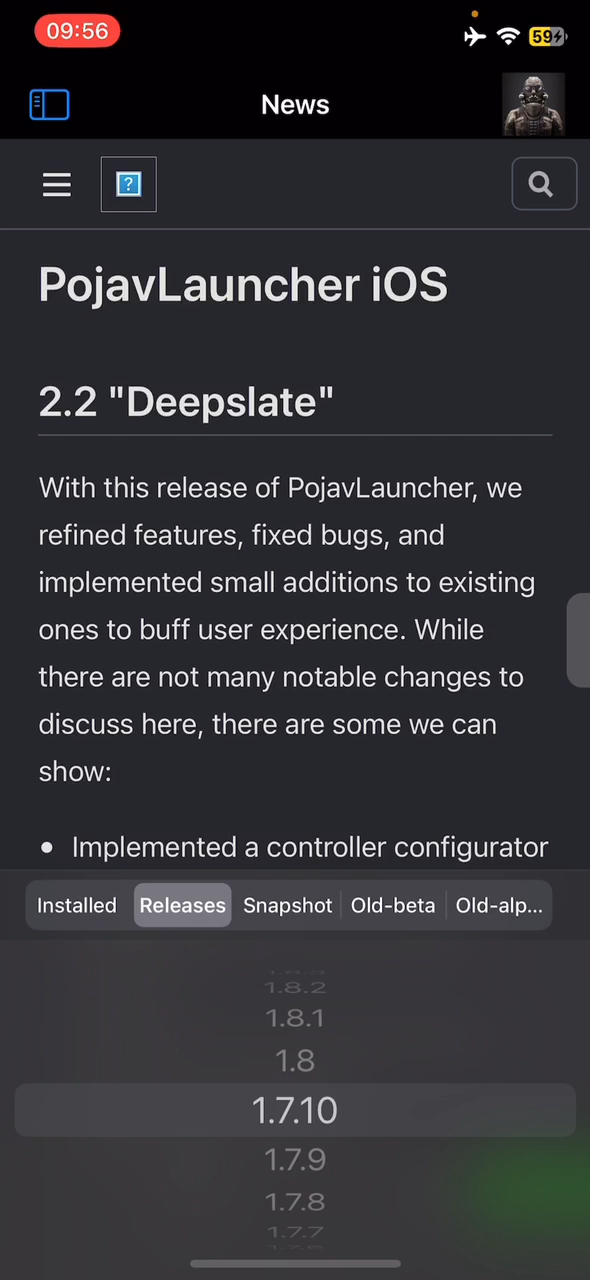 09:56
59
News
?
PojavLauncher iOS
2.2 "Deepslate"
With this release of PojavLauncher, we
refined features, fixed bugs, and
implemented small additions to existing
ones to buff user experience. While
there are not many notable changes to
discuss here, there are some we can
show:
• Implemented a controller configurator
Installed Releases Snapshot Old-beta Old-alp...
1.8.2
1.8.1
1.8
1.7.10
1.7.9
1.7.8
1.7.7